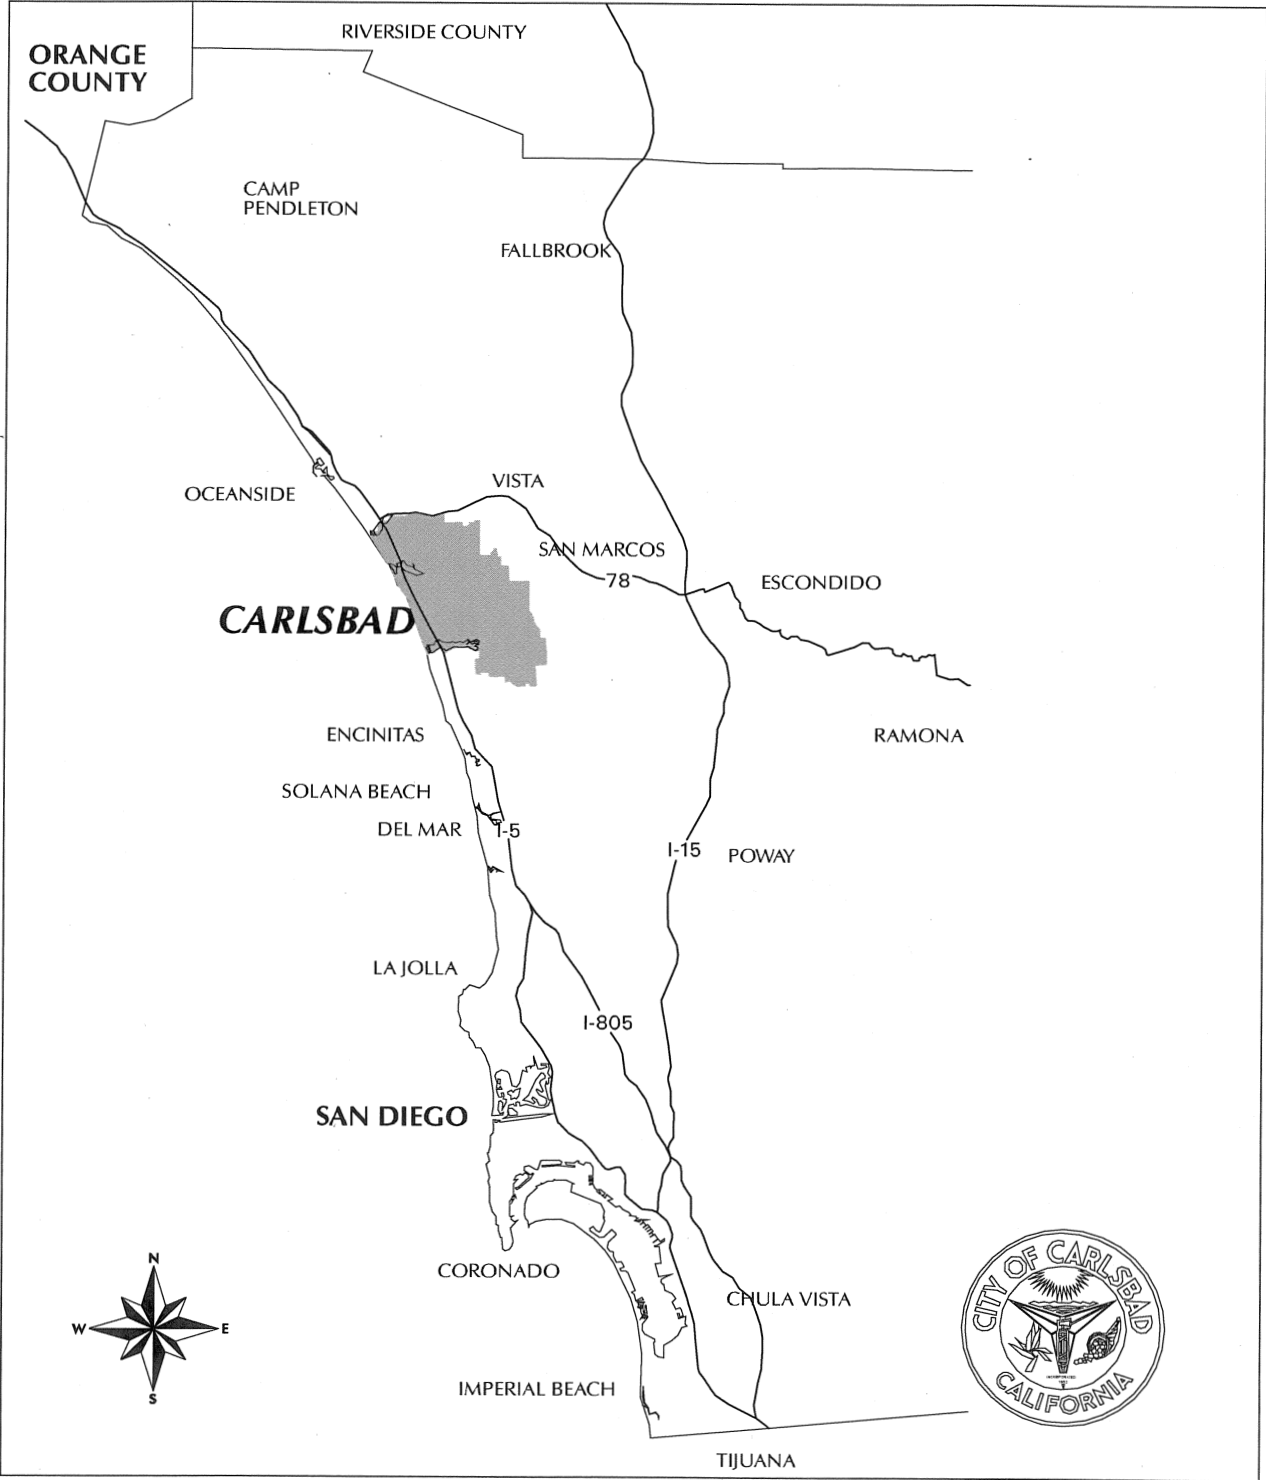 RIVERSIDE COUNTY
ORANGE
COUNTY
CAMP
PENDLETON
FALLBROOK
VISTA
OCEANSIDE
SAN MARCOS
78
ESCONDIDO
CARLSBAD
ENCINITAS
RAMONA
SOLANA BEACH
DEL MAR
I-5
I-15
POWAY
LA JOLLA
I-805
SAN DIEGO
N
W
E
S
CORONADO
CHULA VISTA
CITY OF CARLSBAD
CALIFORNIA
IMPERIAL BEACH
TIJUANA